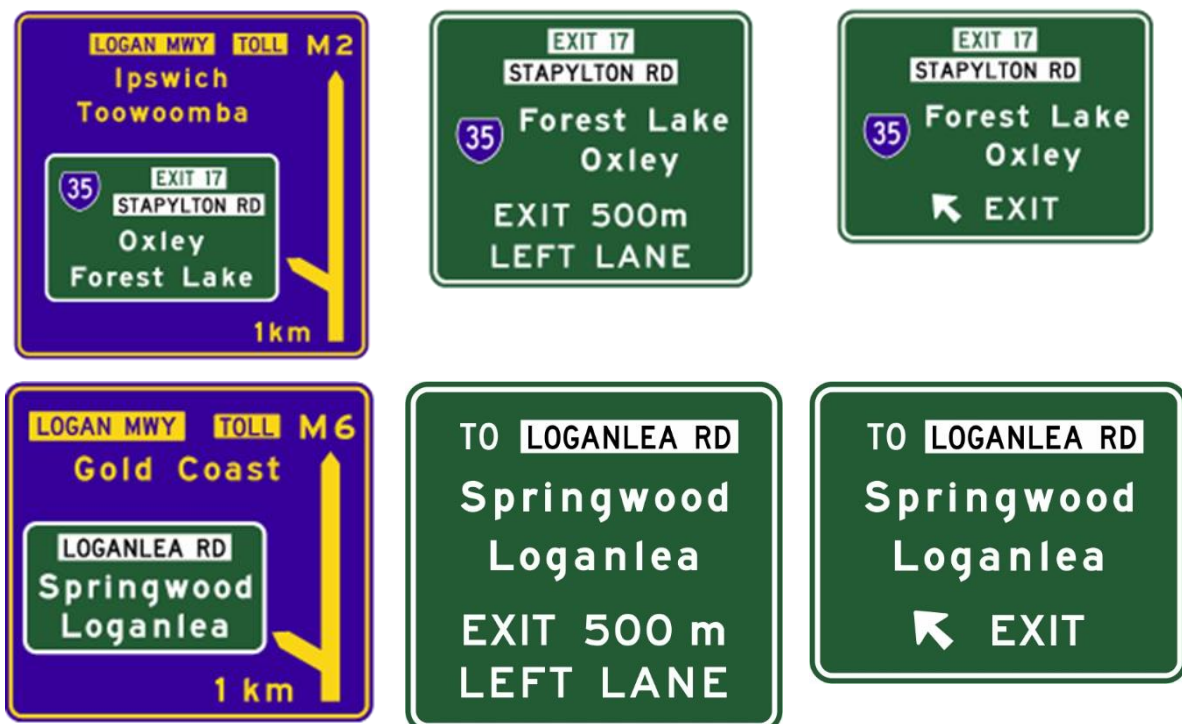 LOGAN MWY TOLL M2
Ipswich
Toowoomba
35 EXIT 17
STAPYLTON RD
Oxley
Forest Lake
1km
EXIT 17
STAPYLTON RD
35 Forest Lake
Oxley
EXIT 500m
LEFT LANE
EXIT 17
STAPYLTON RD
35 Forest Lake
Oxley
EXIT
LOGAN MWY TOLL M6
Gold Coast
LOGANLEA RD
Springwood
Loganlea
1 km
TO LOGANLEA RD
Springwood
Loganlea
EXIT 500 m
LEFT LANE
TO LOGANLEA RD
Springwood
Loganlea
EXIT